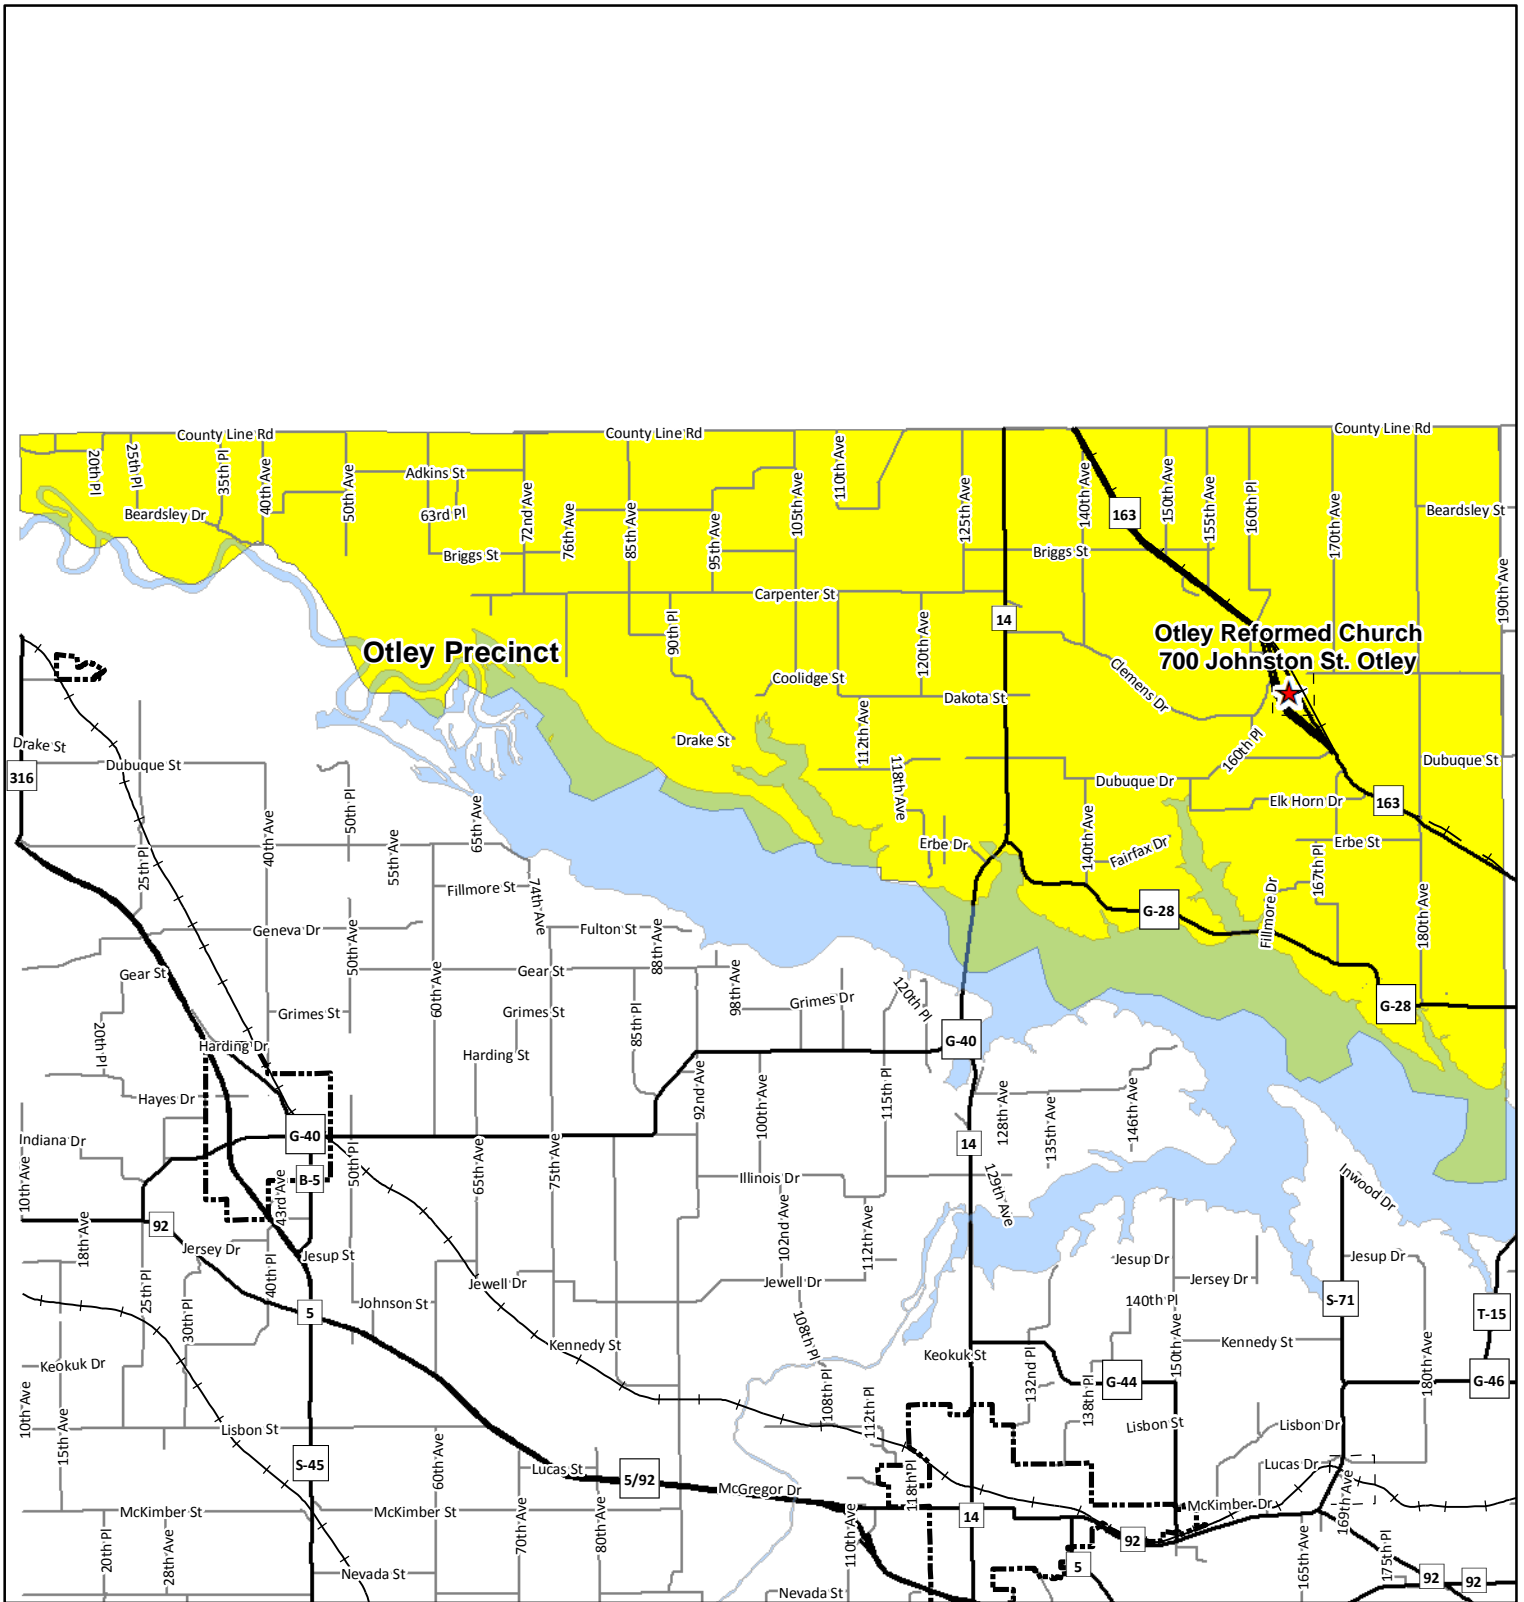 County Line Rd
County Line Rd
County Line Rd
20th Pl
25th Pl
35th Pl
40th Ave
50th Ave
Adkins St
63rd Pl
72nd Ave
76th Ave
85th Ave
95th Ave
105th Ave
110th Ave
125th Ave
140th Ave
163
150th Ave
155th Ave
160th Pl
170th Ave
Beardsley St
190th Ave
Beardsley Dr
Briggs St
Briggs St
Carpenter St
14
90th Pl
120th Ave
Otley Precinct
Otley Reformed Church
700 Johnston St. Otley
Coolidge St
Dakota St
Clemens Dr
Drake St
112th Ave
160th Pl
Drake St
Dubuque St
316
118th Ave
Dubuque Dr
Dubuque St
Elk Horn Dr
163
50th Pl
65th Ave
40th Ave
55th Ave
25th Pl
Erbe Dr
140th Ave
Fairfax Dr
Erbe St
167th Pl
Fillmore St
74th Ave
G-28
Fillmore Dr
180th Ave
Geneva Dr
50th Ave
Fulton St
88th Ave
Gear St
Gear St
60th Ave
98th Ave
Grimes Dr
120th Pl
G-28
Grimes St
Grimes St
85th Pl
20th Pl
Harding Dr
Harding St
G-40
Hayes Dr
92nd Ave
100th Ave
115th Pl
128th Ave
135th Ave
146th Ave
Indiana Dr
G-40
14
10th Ave
50th Pl
65th Ave
75th Ave
B-5
43rd Ave
Illinois Dr
129th Ave
Inwood Dr
92
18th Ave
Jersey Dr
Jesup St
102nd Ave
112th Ave
Jesup Dr
Jesup Dr
Jersey Dr
40th Pl
25th Pl
30th Pl
Jewell Dr
Jewell Dr
Johnson St
5
140th Pl
S-71
T-15
108th Pl
Kennedy St
Kennedy St
150th Ave
Keokuk St
Keokuk Dr
132nd Pl
G-44
138th Pl
180th Ave
G-46
10th Ave
15th Ave
108th Pl
112th Pl
Lisbon St
Lisbon St
Lisbon Dr
S-45
60th Ave
Lucas St
5/92
118th Pl
Lucas Dr
McGregor Dr
McKimber St
McKimber St
McKimber Dr
169th Ave
70th Ave
80th Ave
110th Ave
14
92
20th Pl
28th Ave
5
165th Ave
175th Pl
Nevada St
Nevada St
92
92